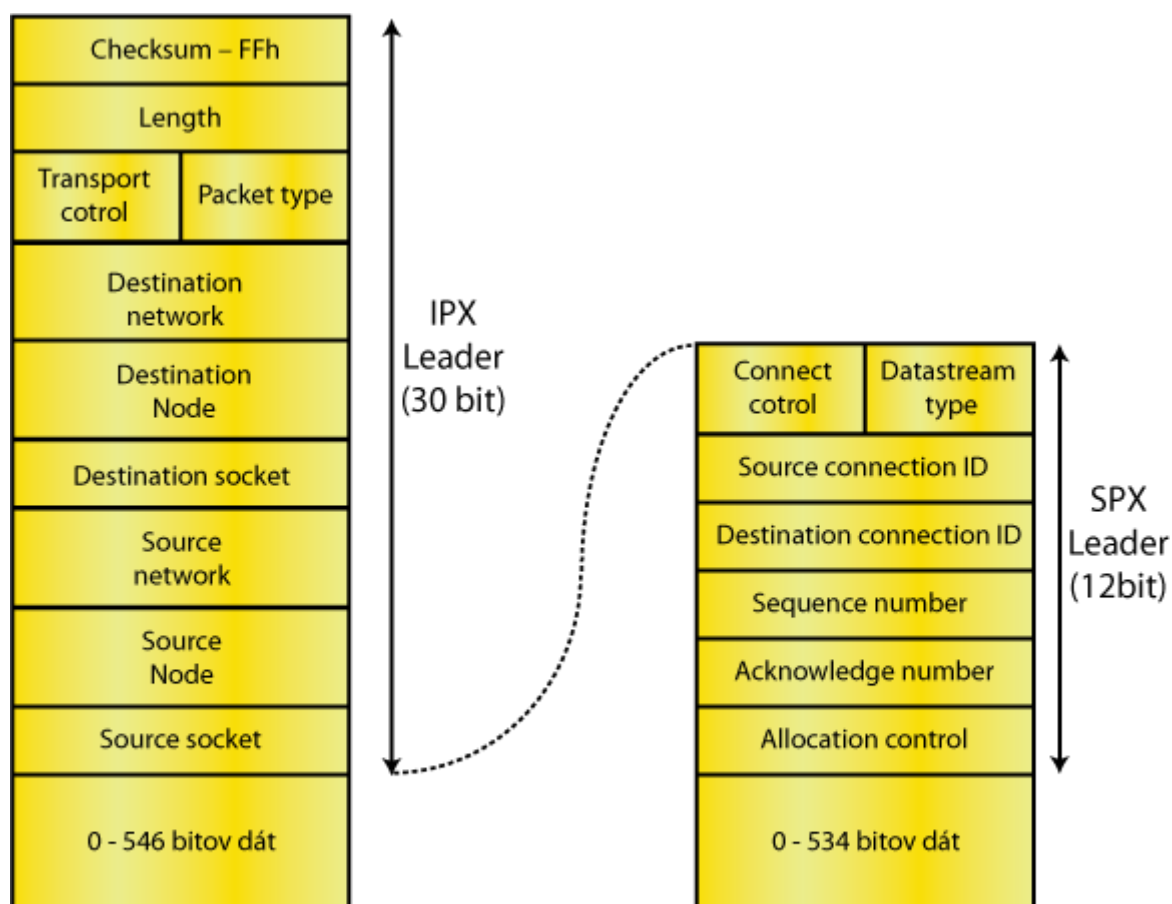 Checksum – FFh
Length
Transport
cotrol
Packet type
Destination
network
Destination
Node
Destination socket
Source
network
Source
Node
Source socket
0 - 546 bitov dát
IPX
Leader
(30 bit)
Connect
cotrol
Datastream
type
Source connection ID
Destination connection ID
Sequence number
Acknowledge number
Allocation control
0 - 534 bitov dát
SPX
Leader
(12bit)